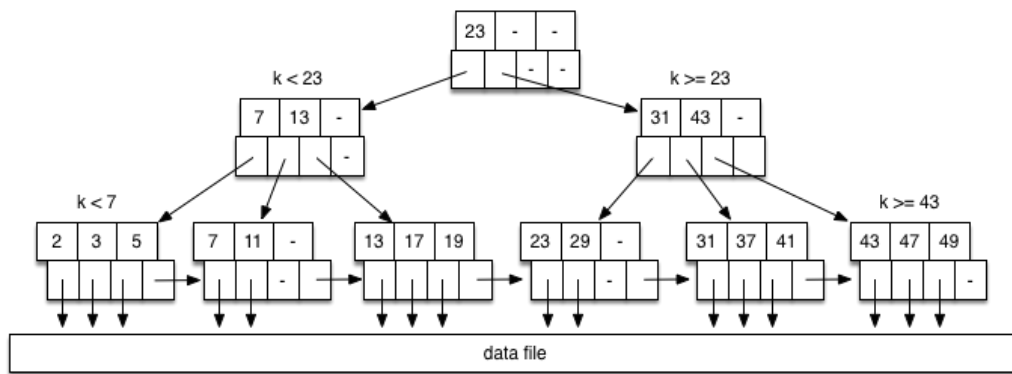 23 - -
- -
k < 23
k >= 23
7 13 -
-
31 43 -
k < 7
k >= 43
2 3 5
7 11 -
-
13 17 19
23 29 -
-
31 37 41
43 47 49
-
data file